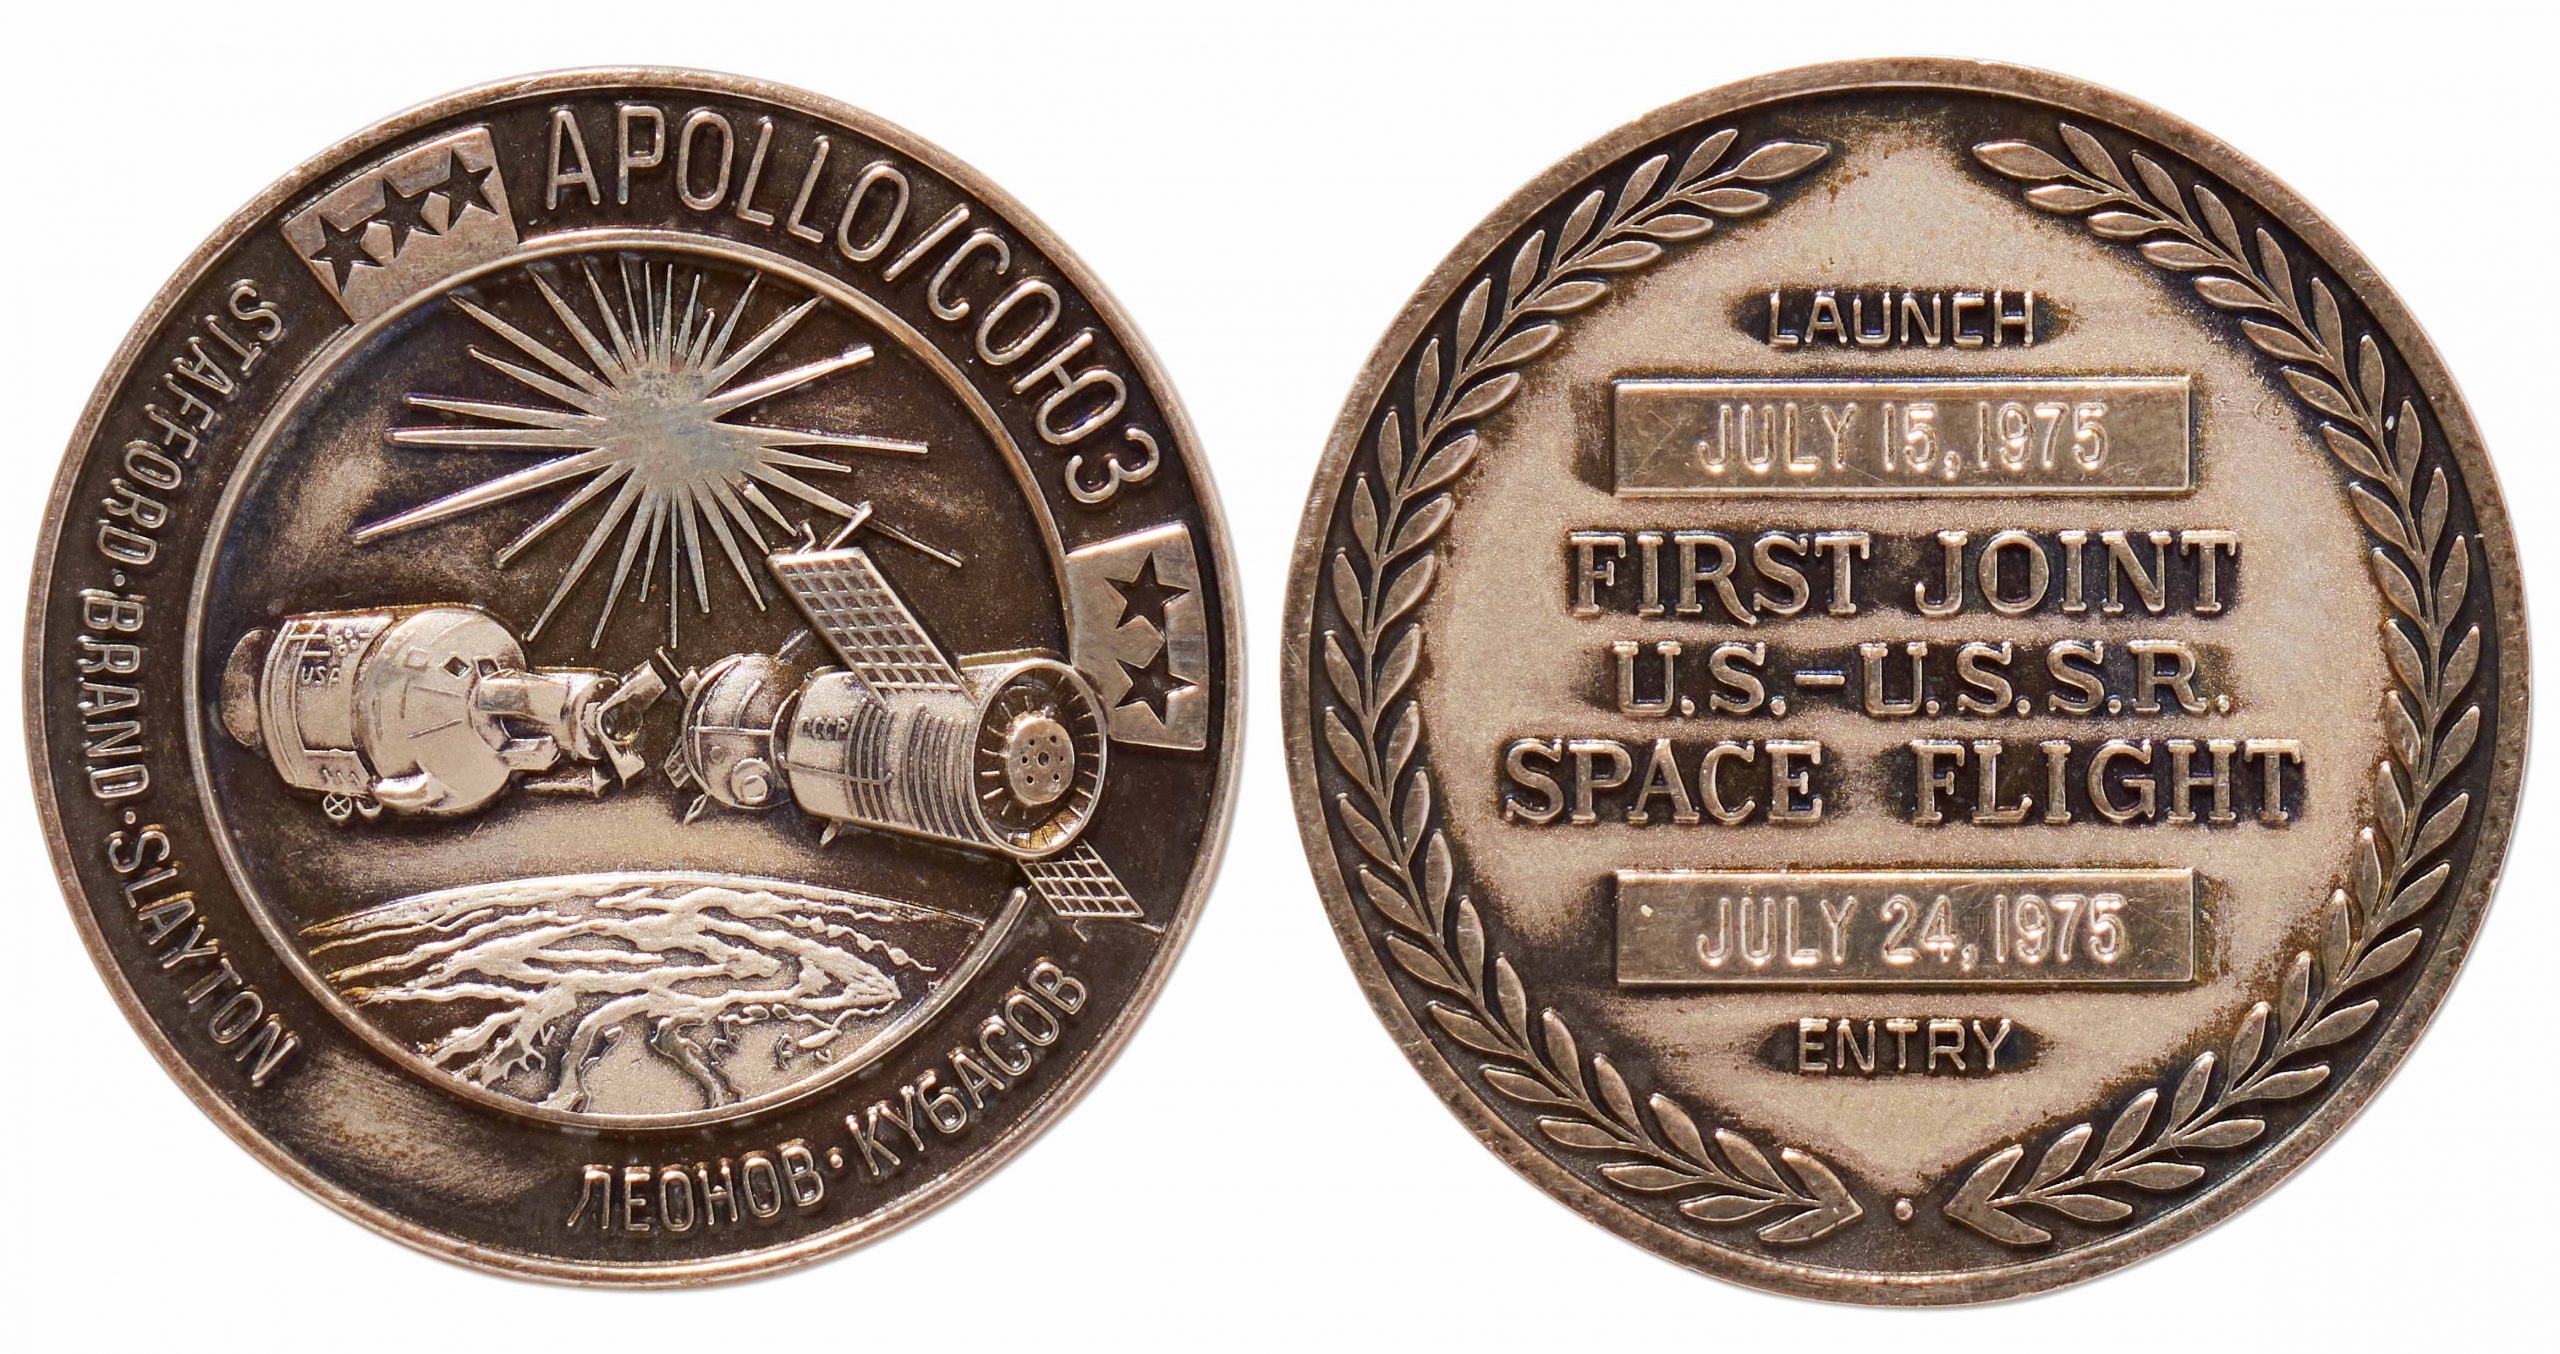 APOLLO/СОЮЗ
STAFFORD·BRAND·SLAYTON
ЛЕОНОВ·КУБАСОВ
USA
СССР
LAUNCH
JULY 15, 1975
FIRST JOINT
U.S.-U.S.S.R.
SPACE FLIGHT
JULY 24, 1975
ENTRY